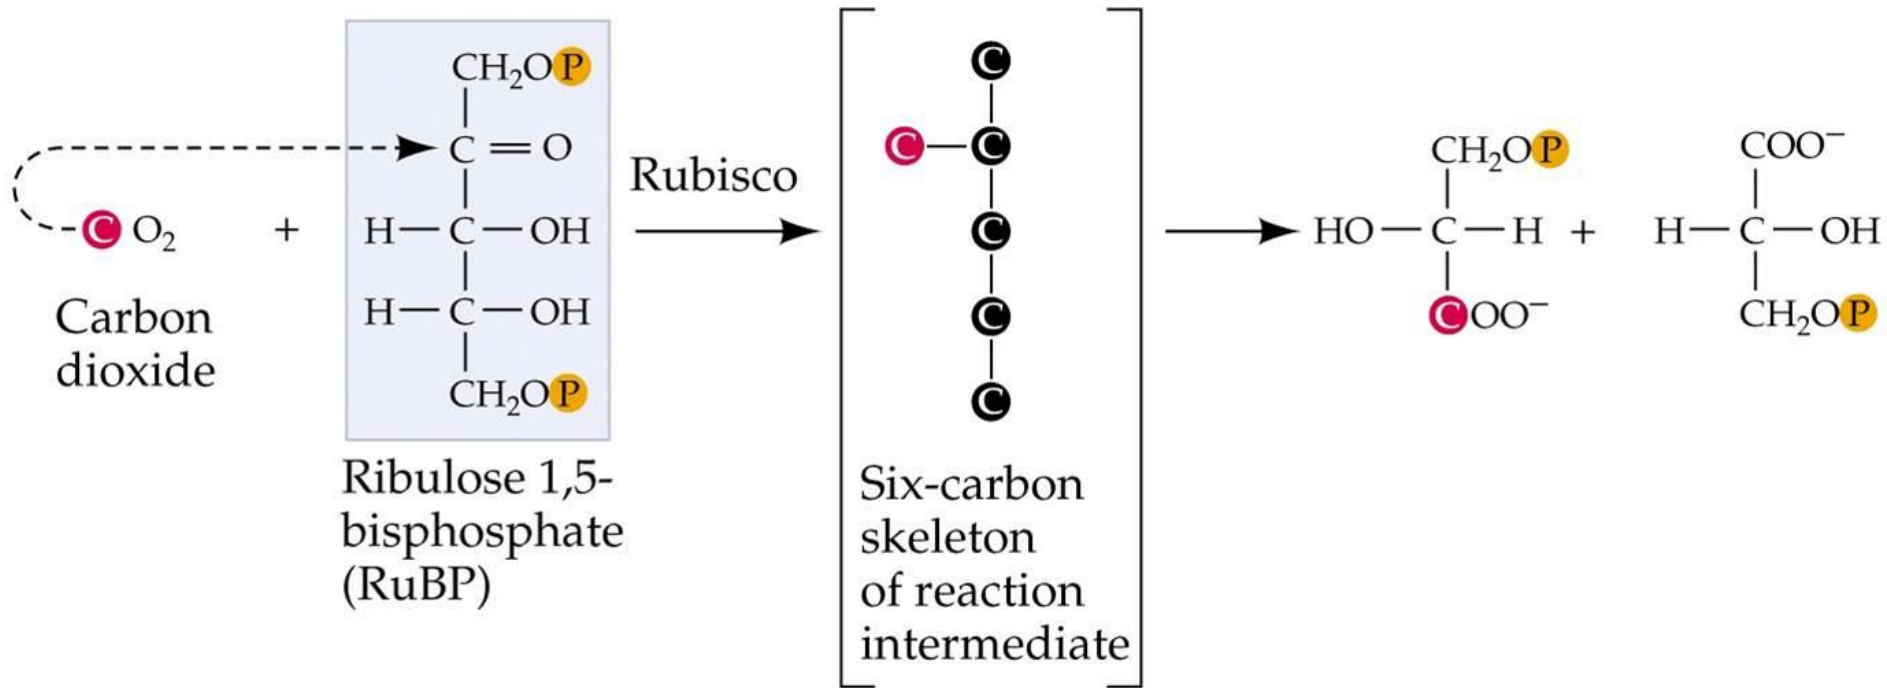 CO₂
Carbon
dioxide
+
CH₂OP
C=O
H—C—OH
H—C—OH
CH₂OP
Ribulose 1,5-
bisphosphate
(RuBP)
Rubisco
C
C—C
C
C
C
Six-carbon
skeleton
of reaction
intermediate
CH₂OP
HO—C—H
COO⁻
+
COO⁻
H—C—OH
CH₂OP